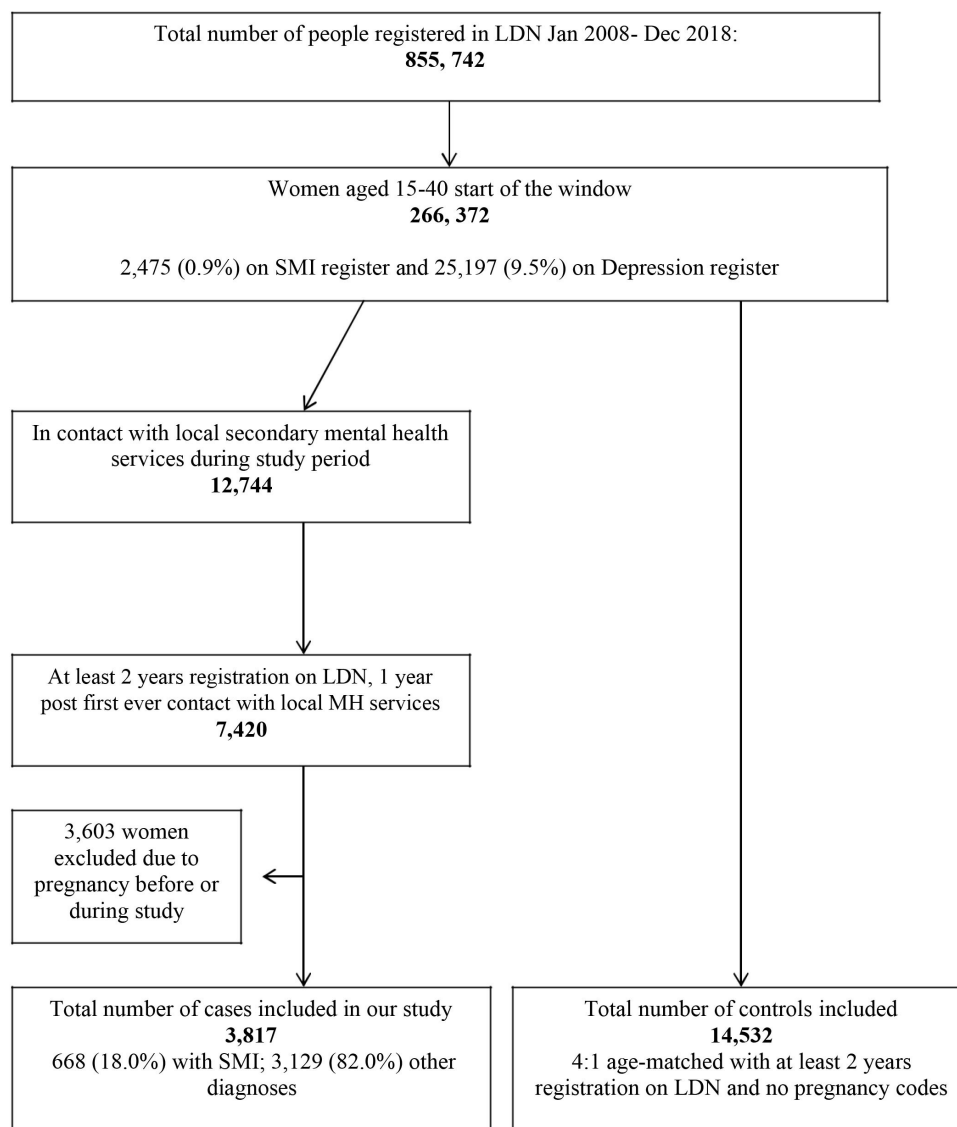 Total number of people registered in LDN Jan 2008- Dec 2018:
855, 742
Women aged 15-40 start of the window
266, 372
2,475 (0.9%) on SMI register and 25,197 (9.5%) on Depression register
In contact with local secondary mental health
services during study period
12,744
At least 2 years registration on LDN, 1 year
post first ever contact with local MH services
7,420
3,603 women
excluded due to
pregnancy before or
during study
Total number of cases included in our study
3,817
668 (18.0%) with SMI; 3,129 (82.0%) other
diagnoses
Total number of controls included
14,532
4:1 age-matched with at least 2 years
registration on LDN and no pregnancy codes